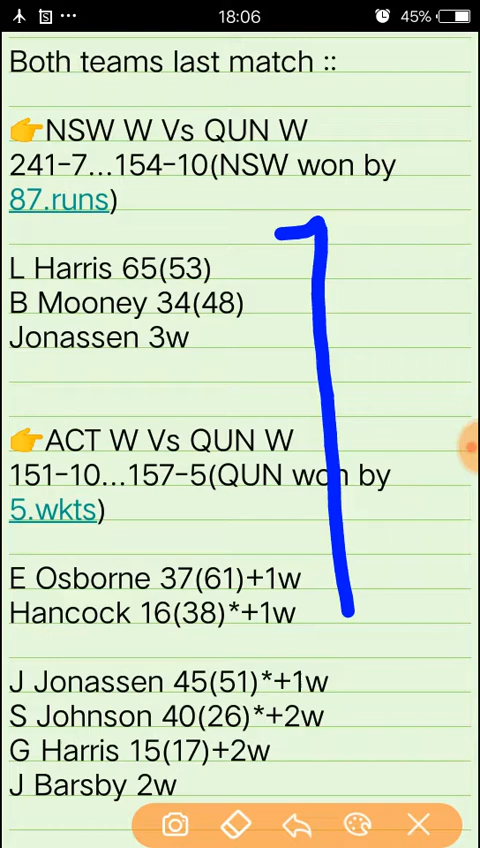 18:06
45%
Both teams last match ::
👉NSW W Vs QUN W
241-7...154-10(NSW won by
87.runs)
L Harris 65(53)
B Mooney 34(48)
Jonassen 3w
👉ACT W Vs QUN W
151-10...157-5(QUN won by
5.wkts)
E Osborne 37(61)+1w
Hancock 16(38)*+1w
J Jonassen 45(51)*+1w
S Johnson 40(26)*+2w
G Harris 15(17)+2w
J Barsby 2w